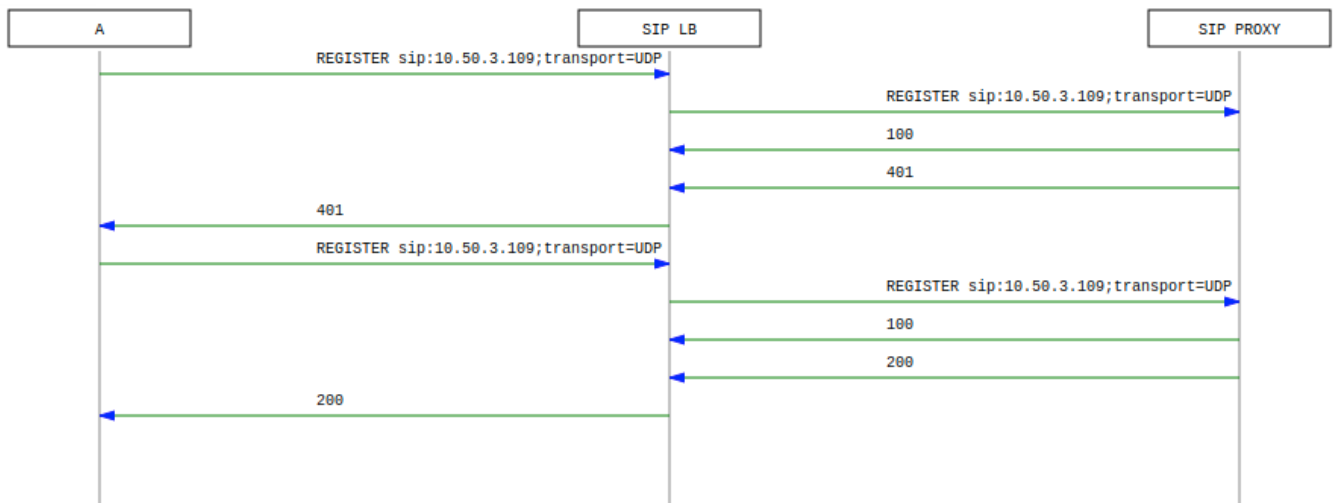 A
SIP LB
SIP PROXY
REGISTER sip:10.50.3.109;transport=UDP
REGISTER sip:10.50.3.109;transport=UDP
100
401
401
REGISTER sip:10.50.3.109;transport=UDP
REGISTER sip:10.50.3.109;transport=UDP
100
200
200